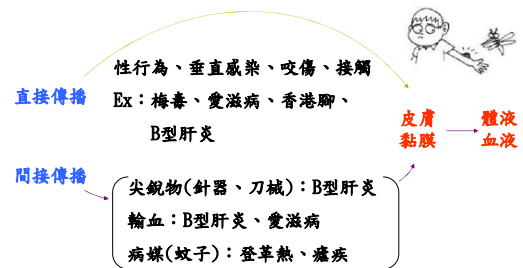 性行為、垂直感染、咬傷、接觸
直接傳播
Ex：梅毒、愛滋病、香港腳、
B型肝炎
皮膚
黏膜
體液
血液
間接傳播
尖銳物(針器、刀械)：B型肝炎
輸血：B型肝炎、愛滋病
病媒(蚊子)：登革熱、瘧疾